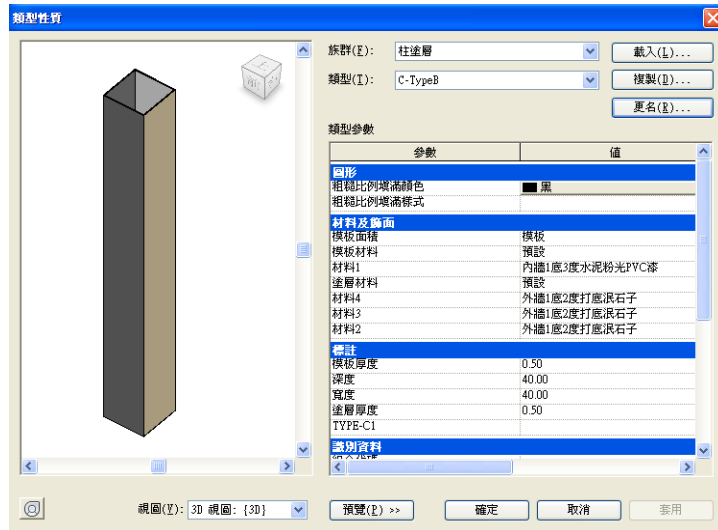 類型性質
族群(F):
柱塗層
載入(L)...
類型(T):
C-TypeB
複製(D)...
更名(R)...
類型參數
參數
值
圖形
粗糙比例填滿顏色
黑
粗糙比例填滿樣式
材料及飾面
模板面積
模板
模板材料
預設
材料1
內牆1底3度水泥粉光PVC漆
塗層材料
預設
材料4
外牆1底2度打底泯石子
材料3
外牆1底2度打底泯石子
材料2
外牆1底2度打底泯石子
標註
模板厚度
0.50
深度
40.00
寬度
40.00
塗層厚度
0.50
TYPE-C1
識別資料
視圖(V):
3D 視圖: {3D}
預覽(P) >>
確定
取消
套用